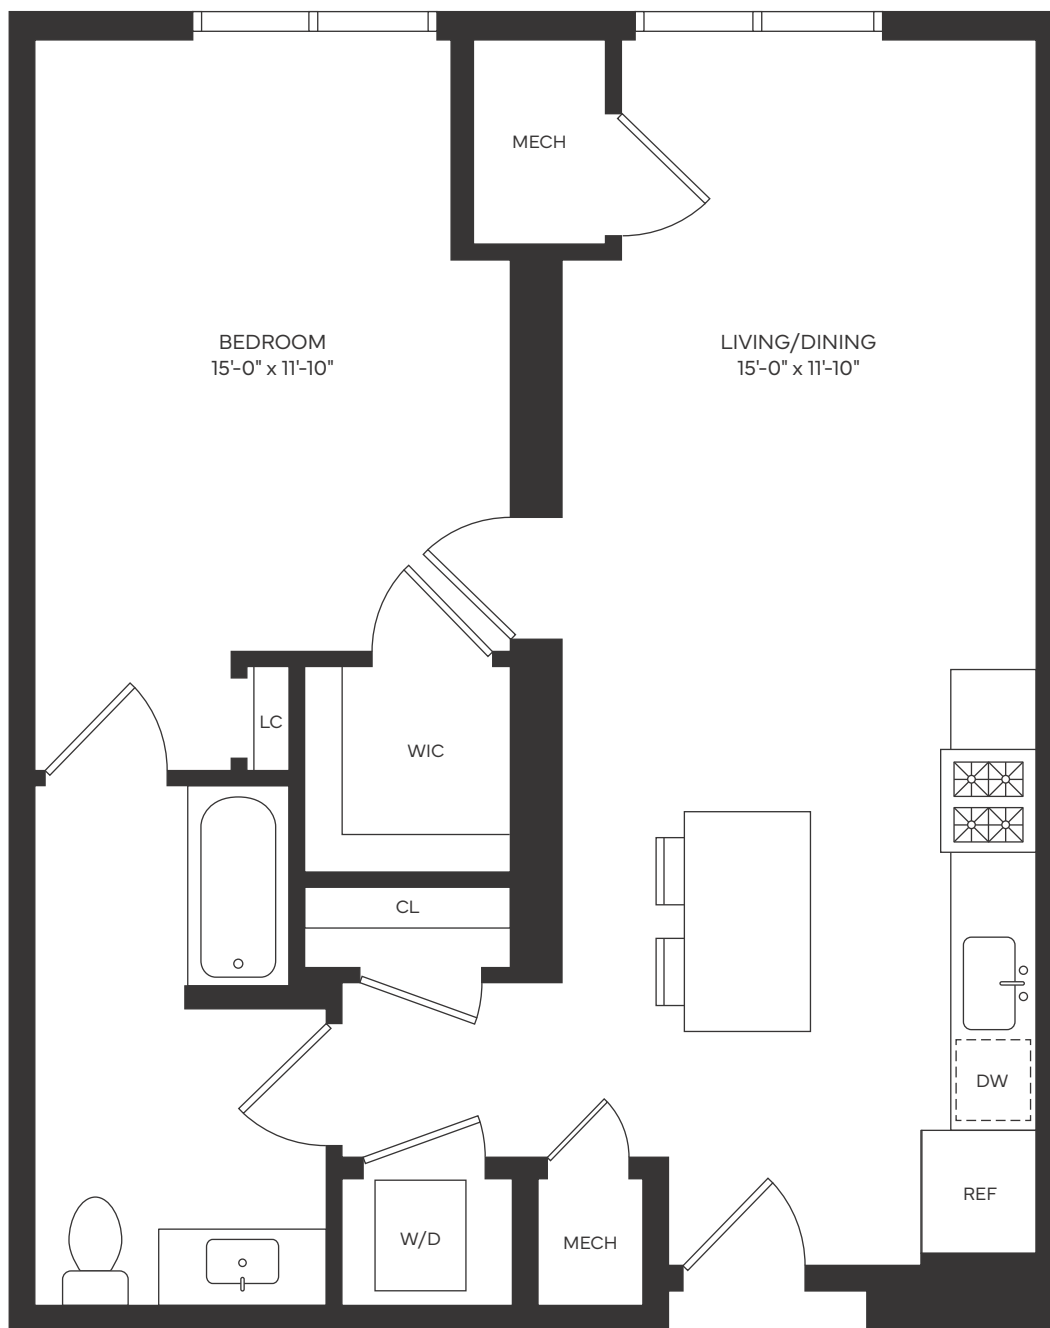 MECH
BEDROOM
15'-0" x 11'-10"
LIVING/DINING
15'-0" x 11'-10"
LC
WIC
CL
DW
REF
W/D
MECH